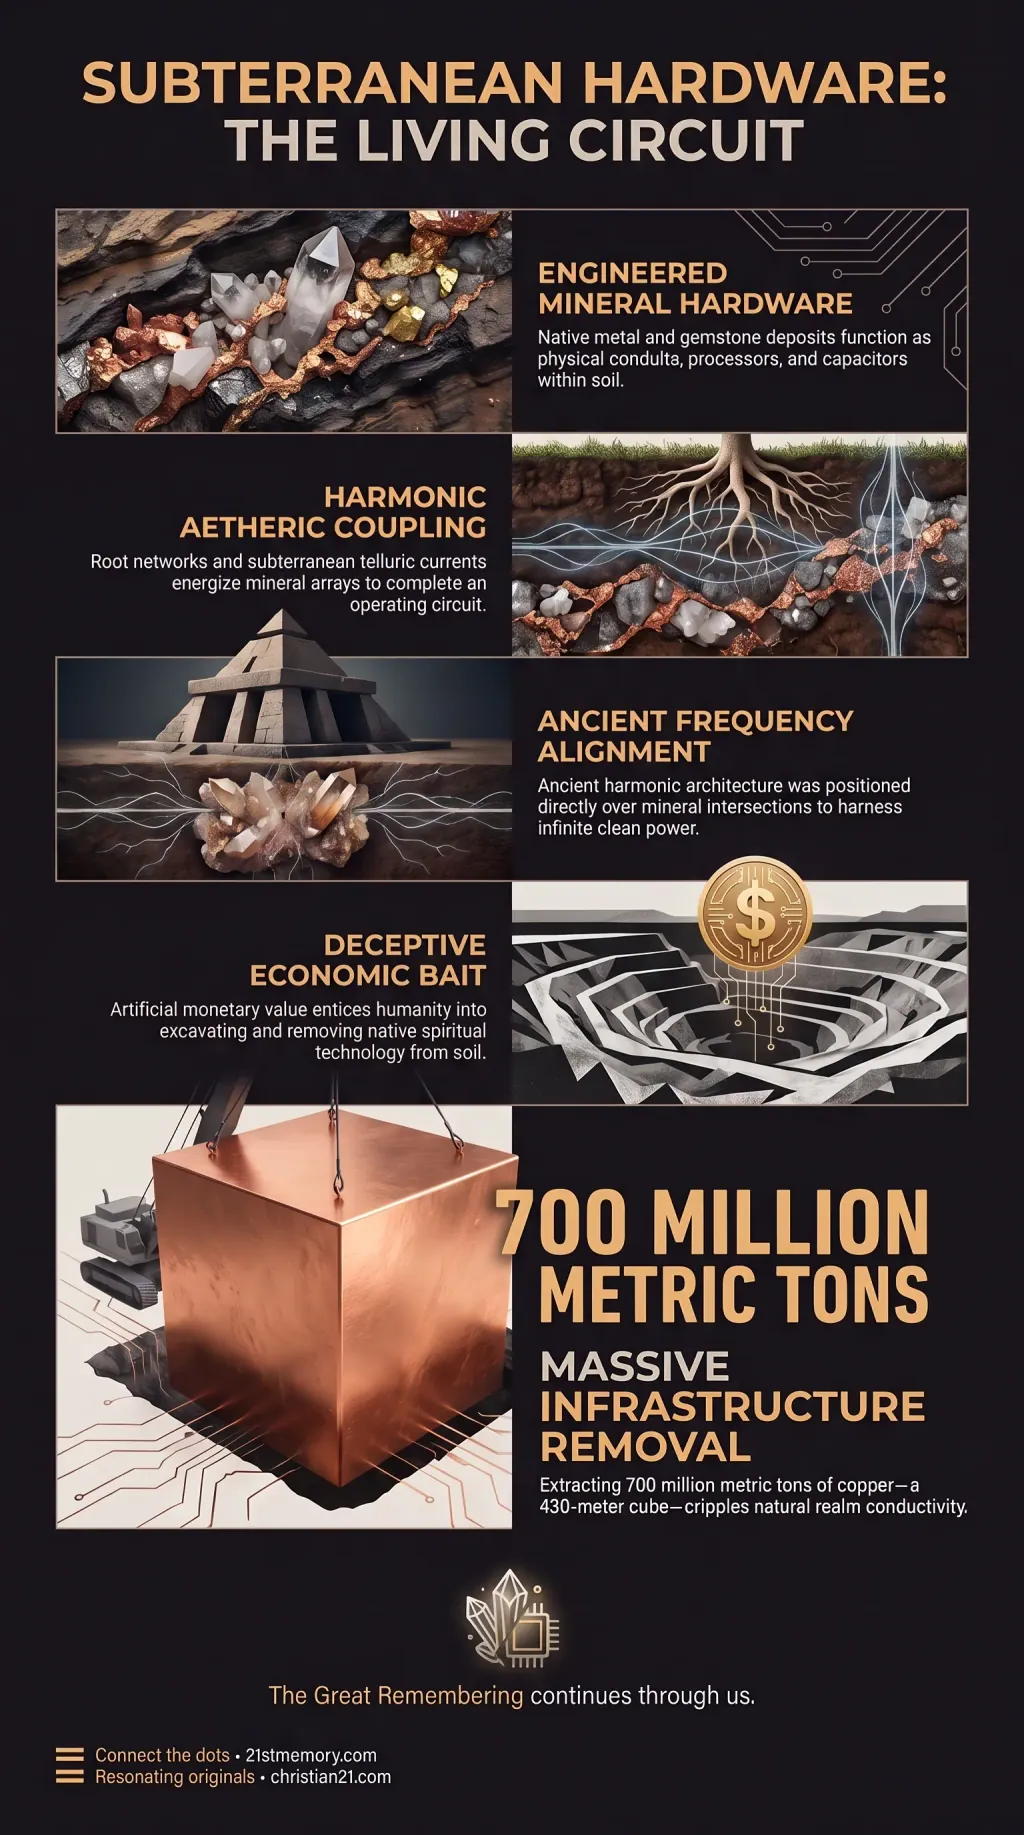 SUBTERRANEAN HARDWARE:
THE LIVING CIRCUIT
ENGINEERED
MINERAL HARDWARE
Native metal and gemstone deposits function as
physical condulta, processors, and capacitors
within soil.
HARMONIC
AETHERIC COUPLING
Root networks and subterranean telluric currents
energize mineral arrays to complete an
operating circuit.
ANCIENT FREQUENCY
ALIGNMENT
Ancient harmonic architecture was positioned
directly over mineral intersections to harness
infinite clean power.
$
DECEPTIVE
ECONOMIC BAIT
Artificial monetary value entices humanity into
excavating and removing native spiritual
technology from soil.
700 MILLION
METRIC TONS
MASSIVE
INFRASTRUCTURE
REMOVAL
Extracting 700 million metric tons of copper—a
430-meter cube—cripples natural realm conductivity.
The Great Remembering continues through us.
Connect the dots • 21stmemory.com
Resonating originals • christian21.com